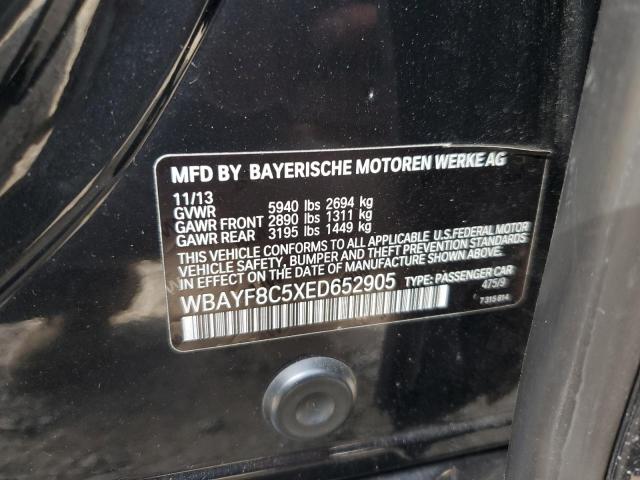 MFD BY BAYERISCHE MOTOREN WERKE AG
11/13
GVWR 5940 lbs 2694 kg
GAWR FRONT 2890 lbs 1311 kg
GAWR REAR 3195 lbs 1449 kg
THIS VEHICLE CONFORMS TO ALL APPLICABLE U.S. FEDERAL MOTOR
VEHICLE SAFETY, BUMPER, AND THEFT PREVENTION STANDARDS
IN EFFECT ON THE DATE OF MANUFACTURE SHOWN ABOVE.
WBAYF8C5XED652905 TYPE: PASSENGER CAR
475/9
7 315 814